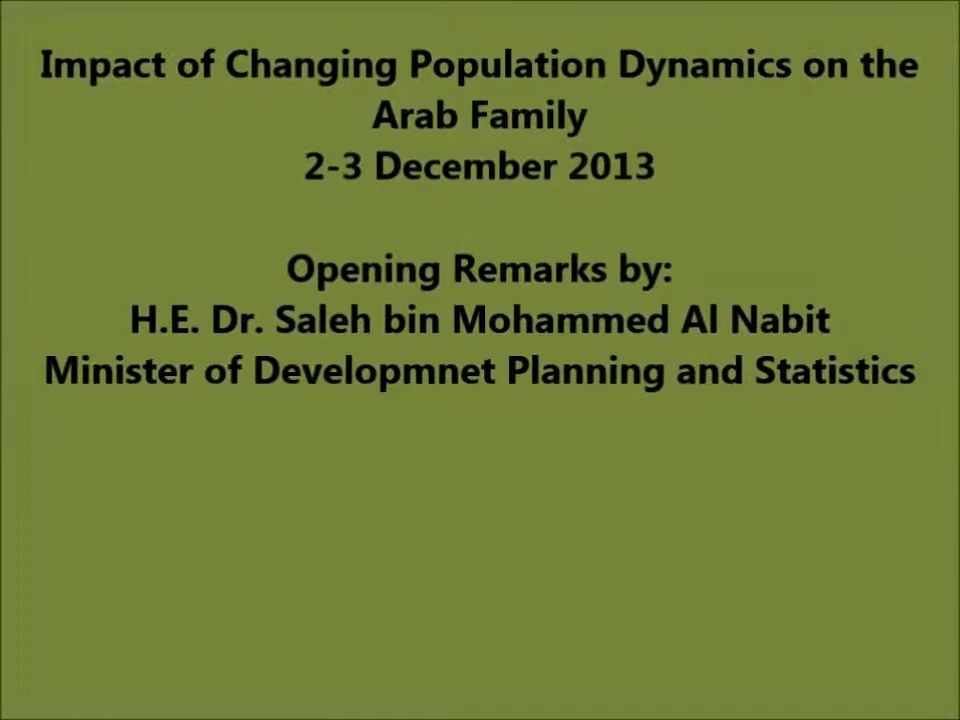 Impact of Changing Population Dynamics on the
Arab Family
2-3 December 2013
Opening Remarks by:
H.E. Dr. Saleh bin Mohammed Al Nabit
Minister of Developmnet Planning and Statistics